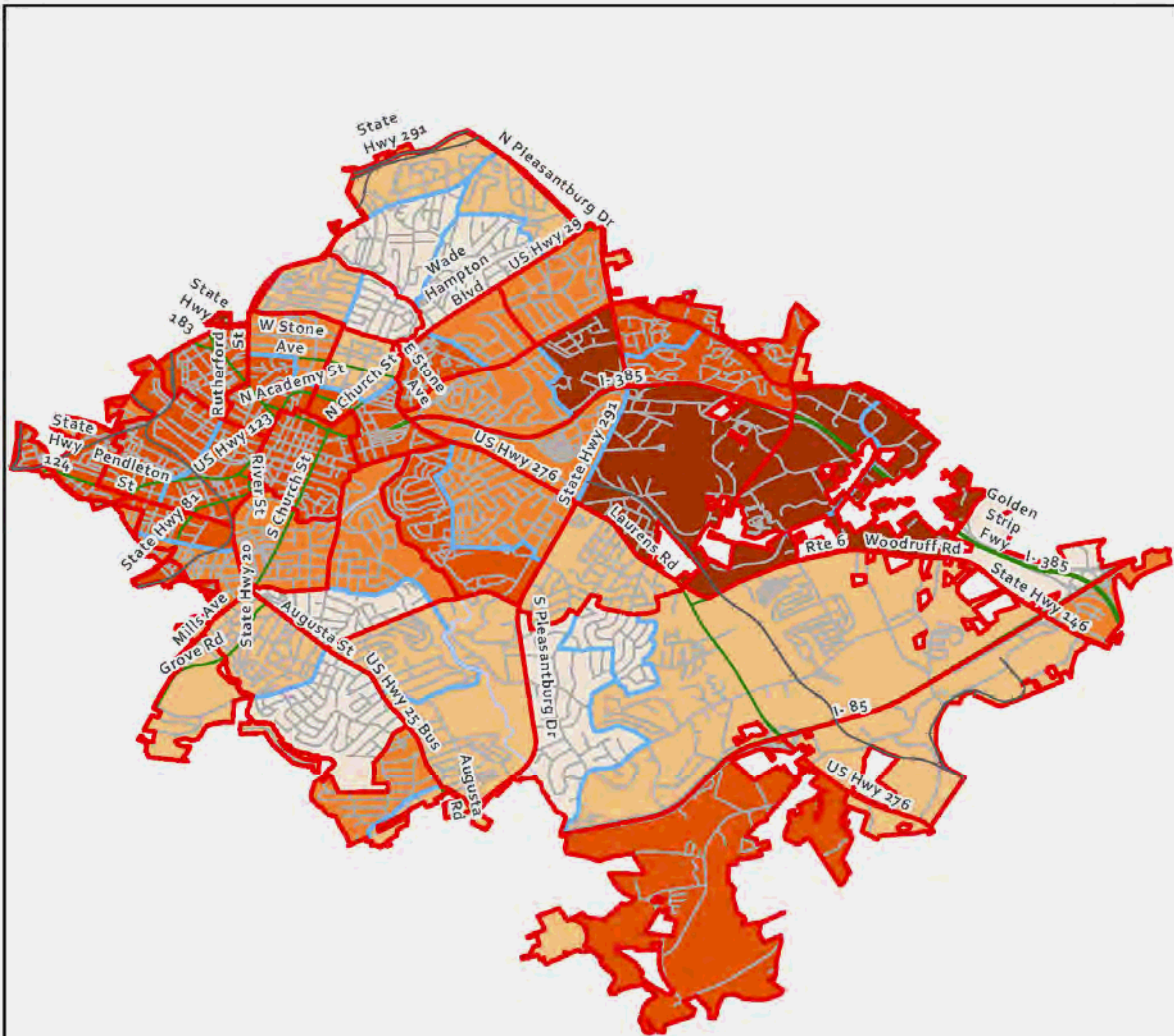 State
Hwy 291
N Pleasantburg Dr
US Hwy 29
Wade
Hampton
Blvd
State
Hwy
183
Rutherford
St
W Stone
Ave
E Stone
Ave
N Academy St
N Church St
I- 385
State
Hwy
124
Pendleton
St
US Hwy 123
River St
S Church St
US Hwy 276
State Hwy 291
State Hwy 81
Laurens Rd
Rte 6
Woodruff Rd
Golden
Strip
Fwy
I- 385
State Hwy 146
Mills Ave
State Hwy 20
Grove Rd
Augusta St
US Hwy 25 Bus
S Pleasantburg Dr
I- 85
Augusta
Rd
US Hwy 276